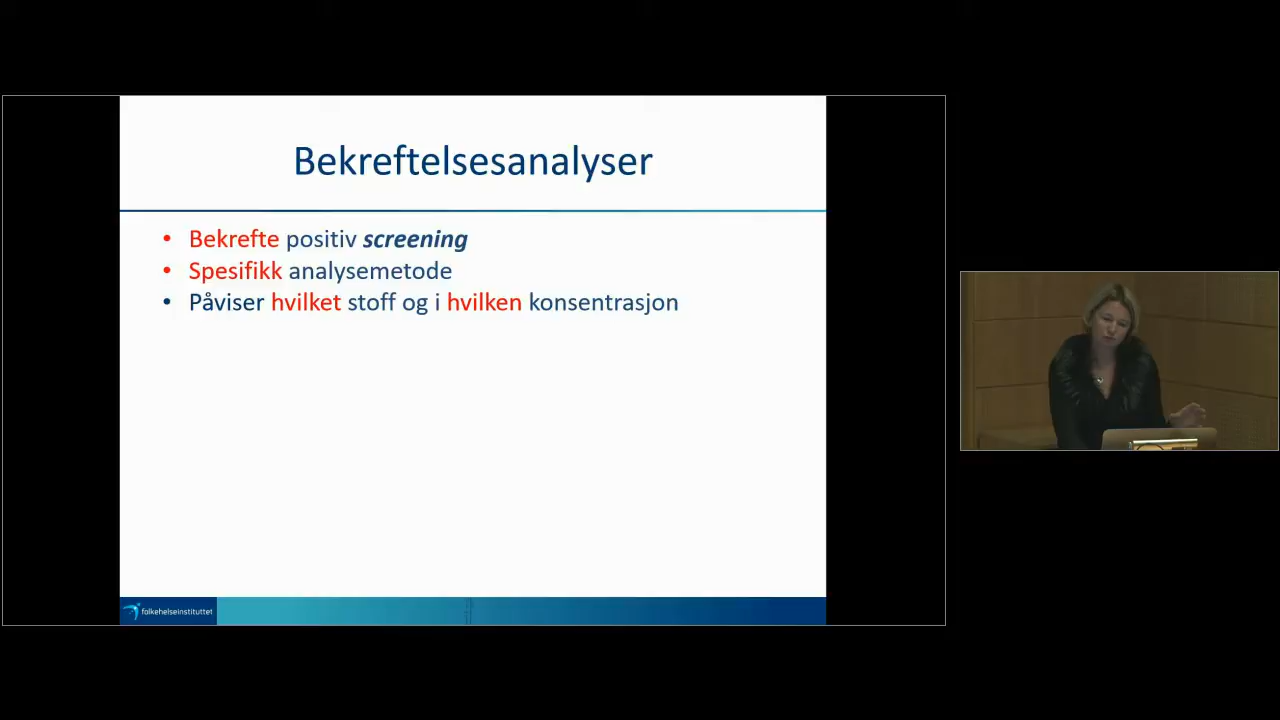 Bekreftelsesanalyser
• Bekrefte positiv screening
• Spesifikk analysemetode
• Påviser hvilket stoff og i hvilken konsentrasjon
folkehelseinstituttet